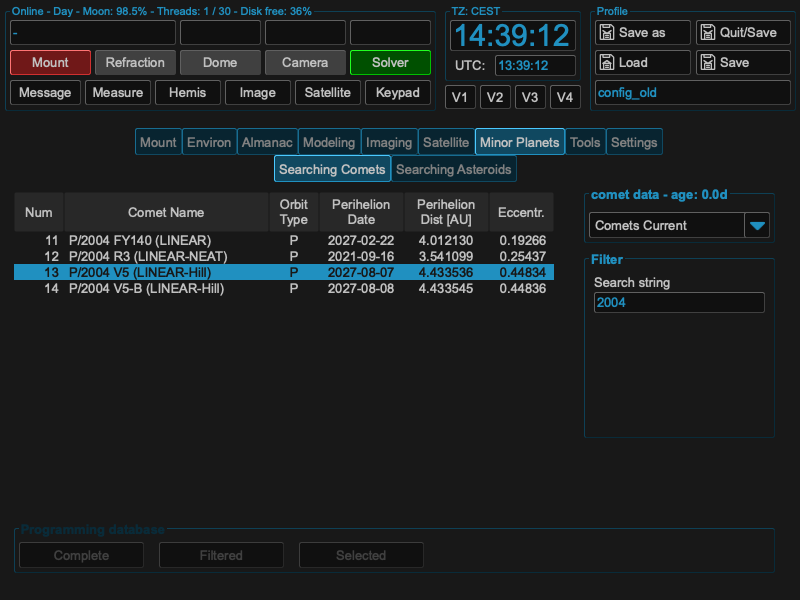 Online - Day - Moon: 98.5% - Threads: 1 / 30 - Disk free: 36%
TZ: CEST
Profile
-
14:39:12
Save as
Quit/Save
Mount
Refraction
Dome
Camera
Solver
UTC:
13:39:12
Load
Save
Message
Measure
Hemis
Image
Satellite
Keypad
V1
V2
V3
V4
config_old
Mount
Environ
Almanac
Modeling
Imaging
Satellite
Minor Planets
Tools
Settings
Searching Comets
Searching Asteroids
Num
Comet Name
Orbit
Type
Perihelion
Date
Perihelion
Dist [AU]
Eccentr.
11 P/2004 FY140 (LINEAR) P 2027-02-22 4.012130 0.19266
12 P/2004 R3 (LINEAR-NEAT) P 2021-09-16 3.541099 0.25437
13 P/2004 V5 (LINEAR-Hill) P 2027-08-07 4.433536 0.44834
14 P/2004 V5-B (LINEAR-Hill) P 2027-08-08 4.433545 0.44836
comet data - age: 0.0d
Comets Current
Filter
Search string
2004
Programming database
Complete
Filtered
Selected